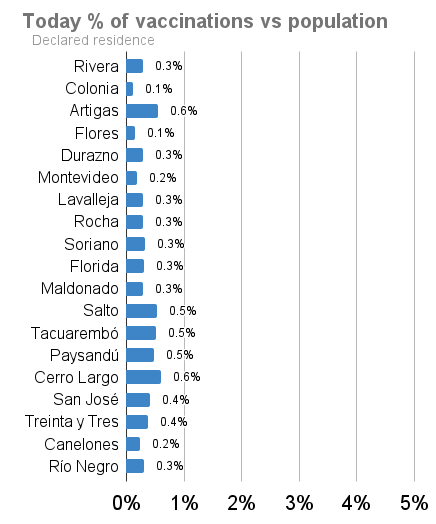 Today % of vaccinations vs population
Declared residence
Rivera 0.3%
Colonia 0.1%
Artigas 0.6%
Flores 0.1%
Durazno 0.3%
Montevideo 0.2%
Lavalleja 0.3%
Rocha 0.3%
Soriano 0.3%
Florida 0.3%
Maldonado 0.3%
Salto 0.5%
Tacuarembó 0.5%
Paysandú 0.5%
Cerro Largo 0.6%
San José 0.4%
Treinta y Tres 0.4%
Canelones 0.2%
Río Negro 0.3%
0% 1% 2% 3% 4% 5%